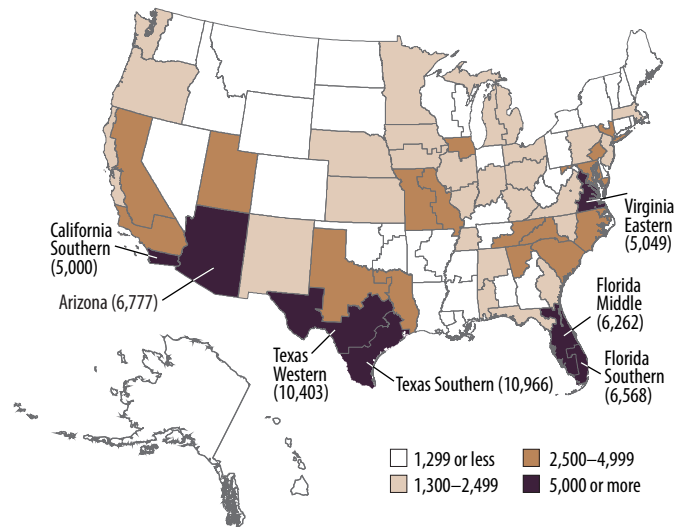 Virginia
Eastern
(5,049)
California
Southern
(5,000)
Arizona (6,777)
Florida
Middle
(6,262)
Texas
Western
(10,403)
Texas Southern (10,966)
Florida
Southern
(6,568)
1,299 or less
2,500–4,999
1,300–2,499
5,000 or more